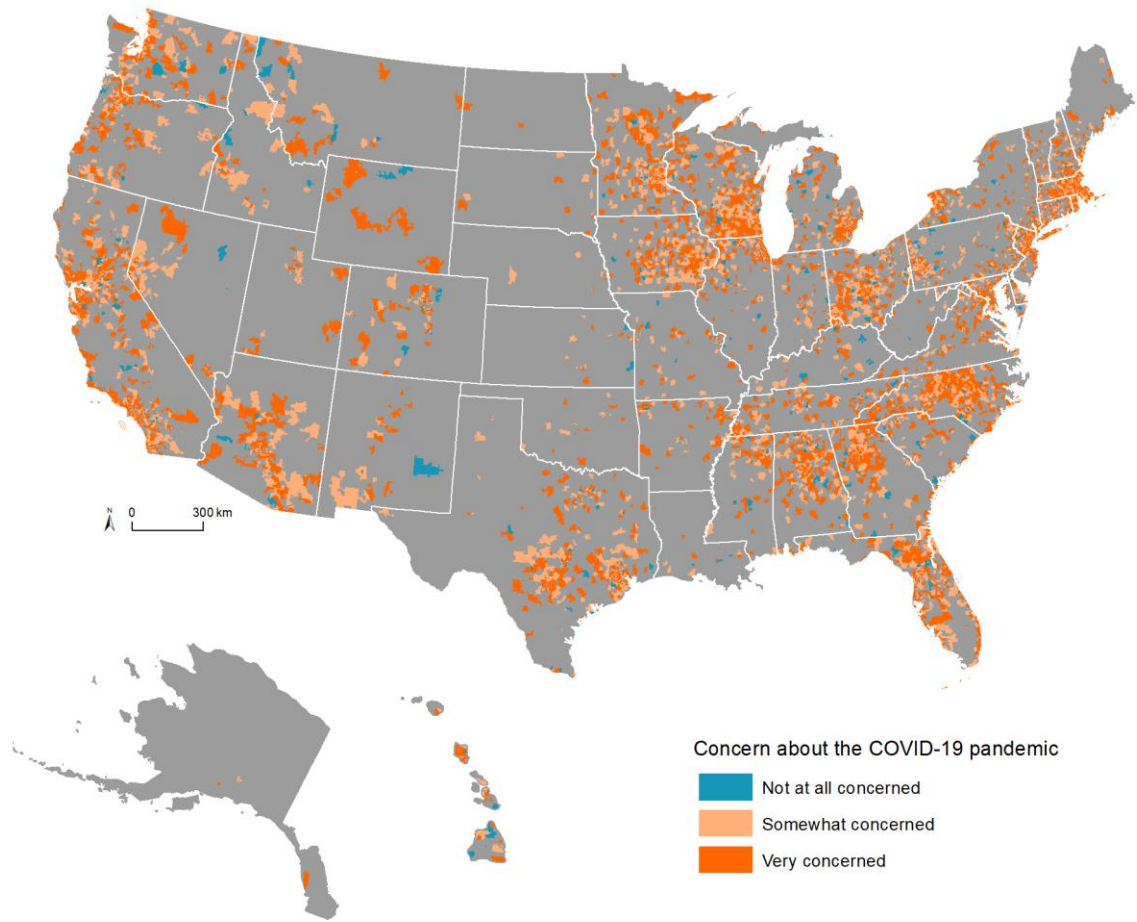 N
0 300 km
Concern about the COVID-19 pandemic
Not at all concerned
Somewhat concerned
Very concerned